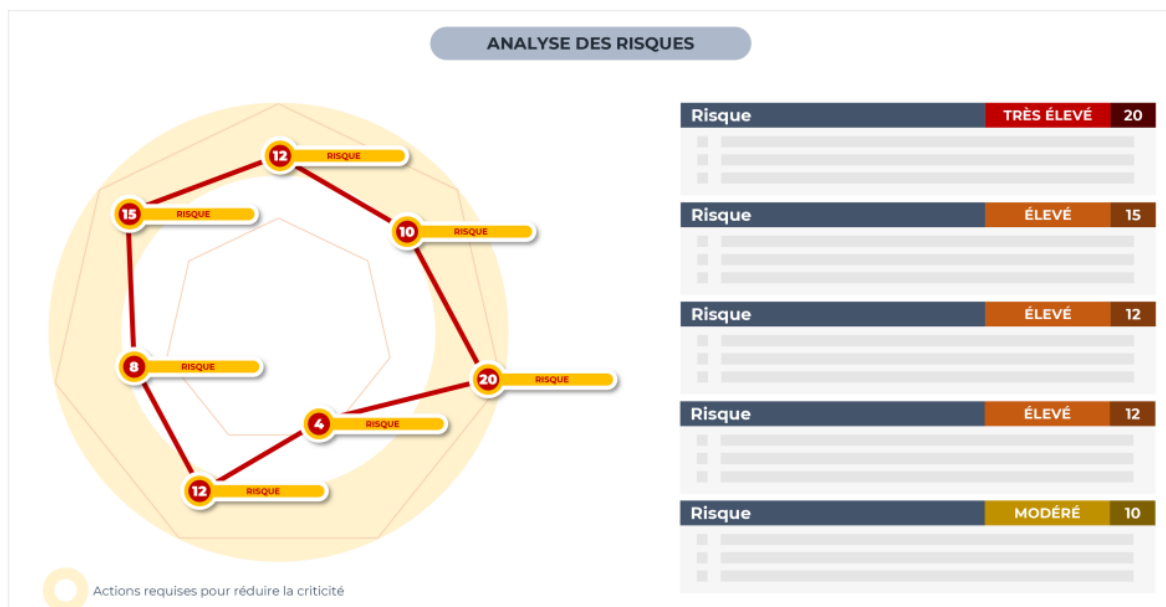 ANALYSE DES RISQUES
12 RISQUE
15 RISQUE
10 RISQUE
8 RISQUE
20 RISQUE
4 RISQUE
12 RISQUE
Actions requises pour réduire la criticité
Risque TRÈS ÉLEVÉ 20
Risque ÉLEVÉ 15
Risque ÉLEVÉ 12
Risque ÉLEVÉ 12
Risque MODÉRÉ 10